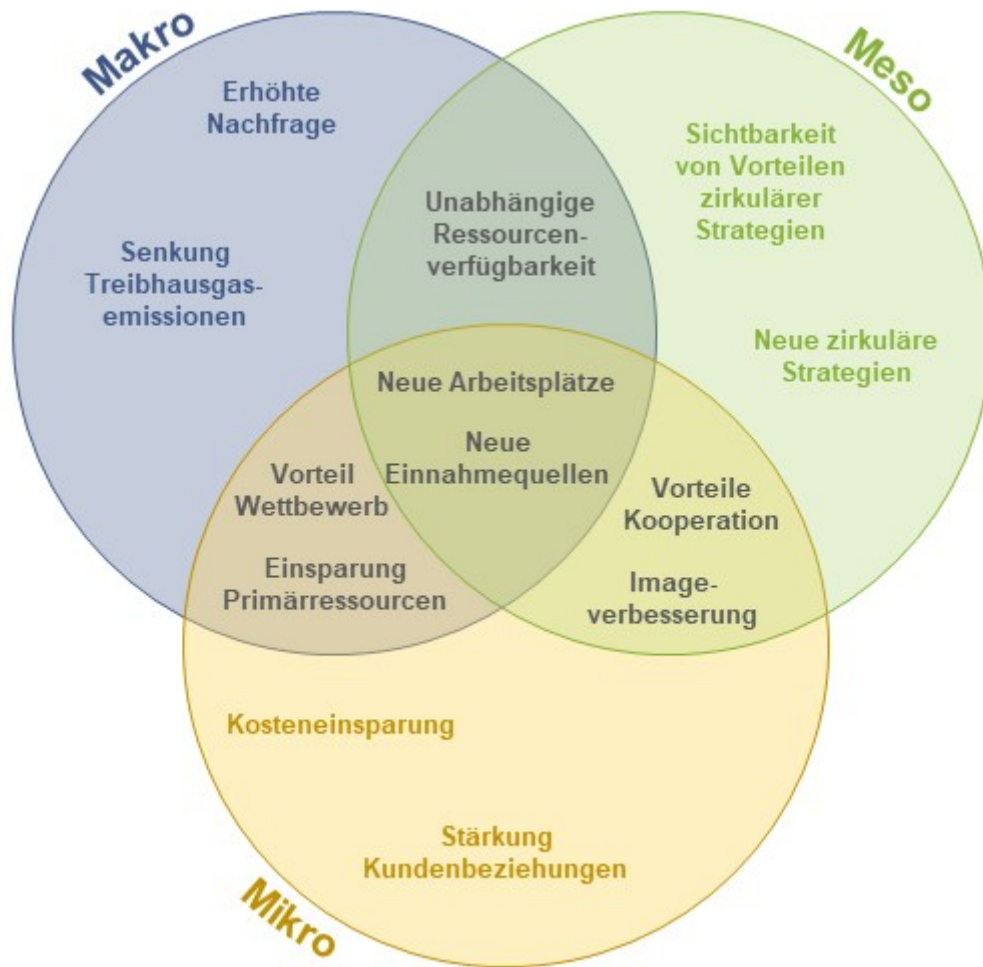 Makro
Meso
Erhöhte
Nachfrage
Sichtbarkeit
von Vorteilen
zirkulärer
Strategien
Unabhängige
Ressourcen-
verfügbarkeit
Senkung
Treibhausgas-
emissionen
Neue zirkuläre
Strategien
Neue Arbeitsplätze
Neue
Einnahmequellen
Vorteil
Wettbewerb
Vorteile
Kooperation
Einsparung
Primärressourcen
Image-
verbesserung
Kosteneinsparung
Stärkung
Kundenbeziehungen
Mikro